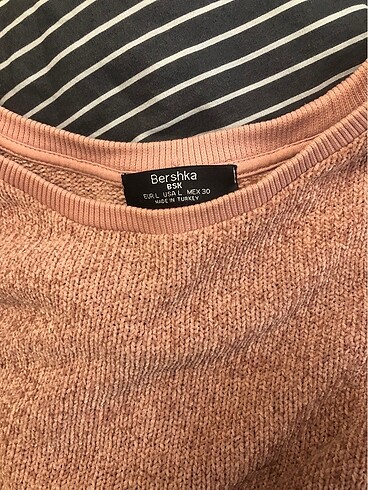 Bershka
BSK
EUR L USA L MEX 30
MADE IN TURKEY